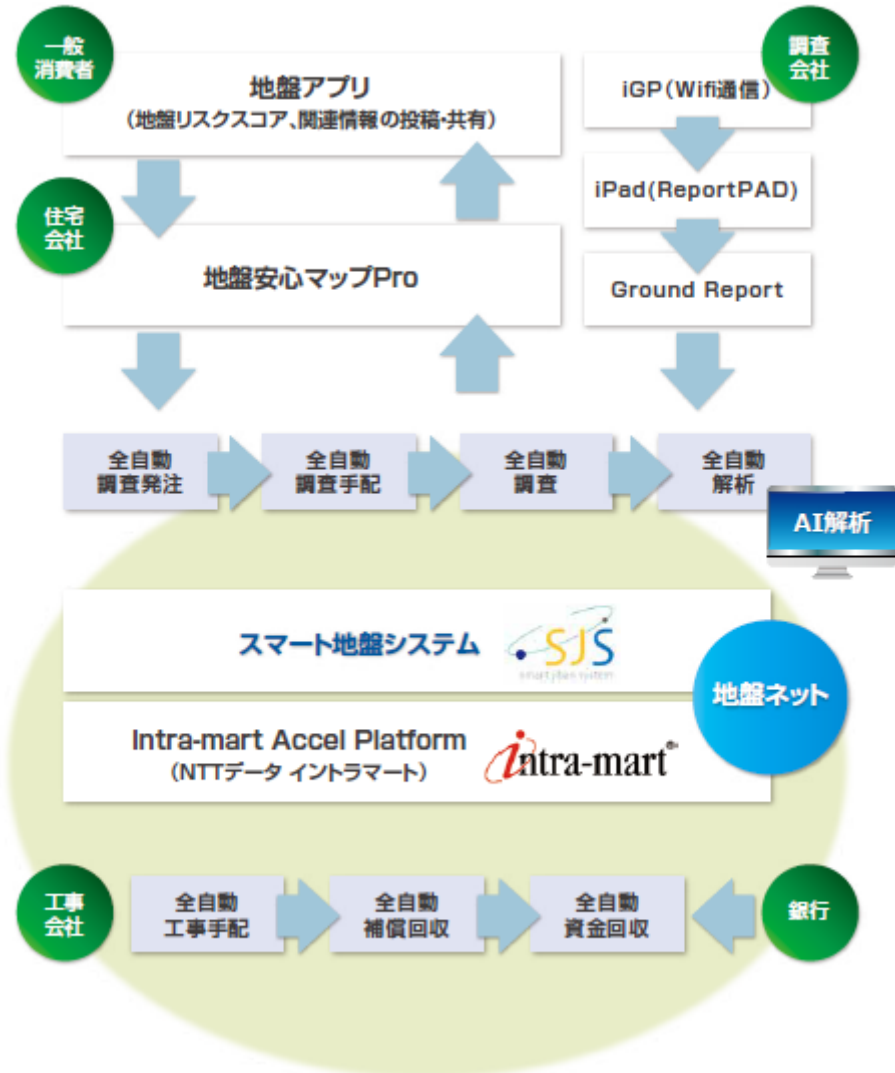 一般
消費者
地盤アプリ
（地盤リスクスコア、関連情報の投稿・共有）
調査
会社
iGP（Wifi通信）
iPad(ReportPAD)
Ground Report
住宅
会社
地盤安心マップPro
全自動
調査発注
全自動
調査手配
全自動
調査
全自動
解析
AI解析
スマート地盤システム
SJS
smart jiban system
地盤ネット
Intra-mart Accel Platform
（NTTデータ イントラマート）
intra-mart®
工事
会社
全自動
工事手配
全自動
補償回収
全自動
資金回収
銀行